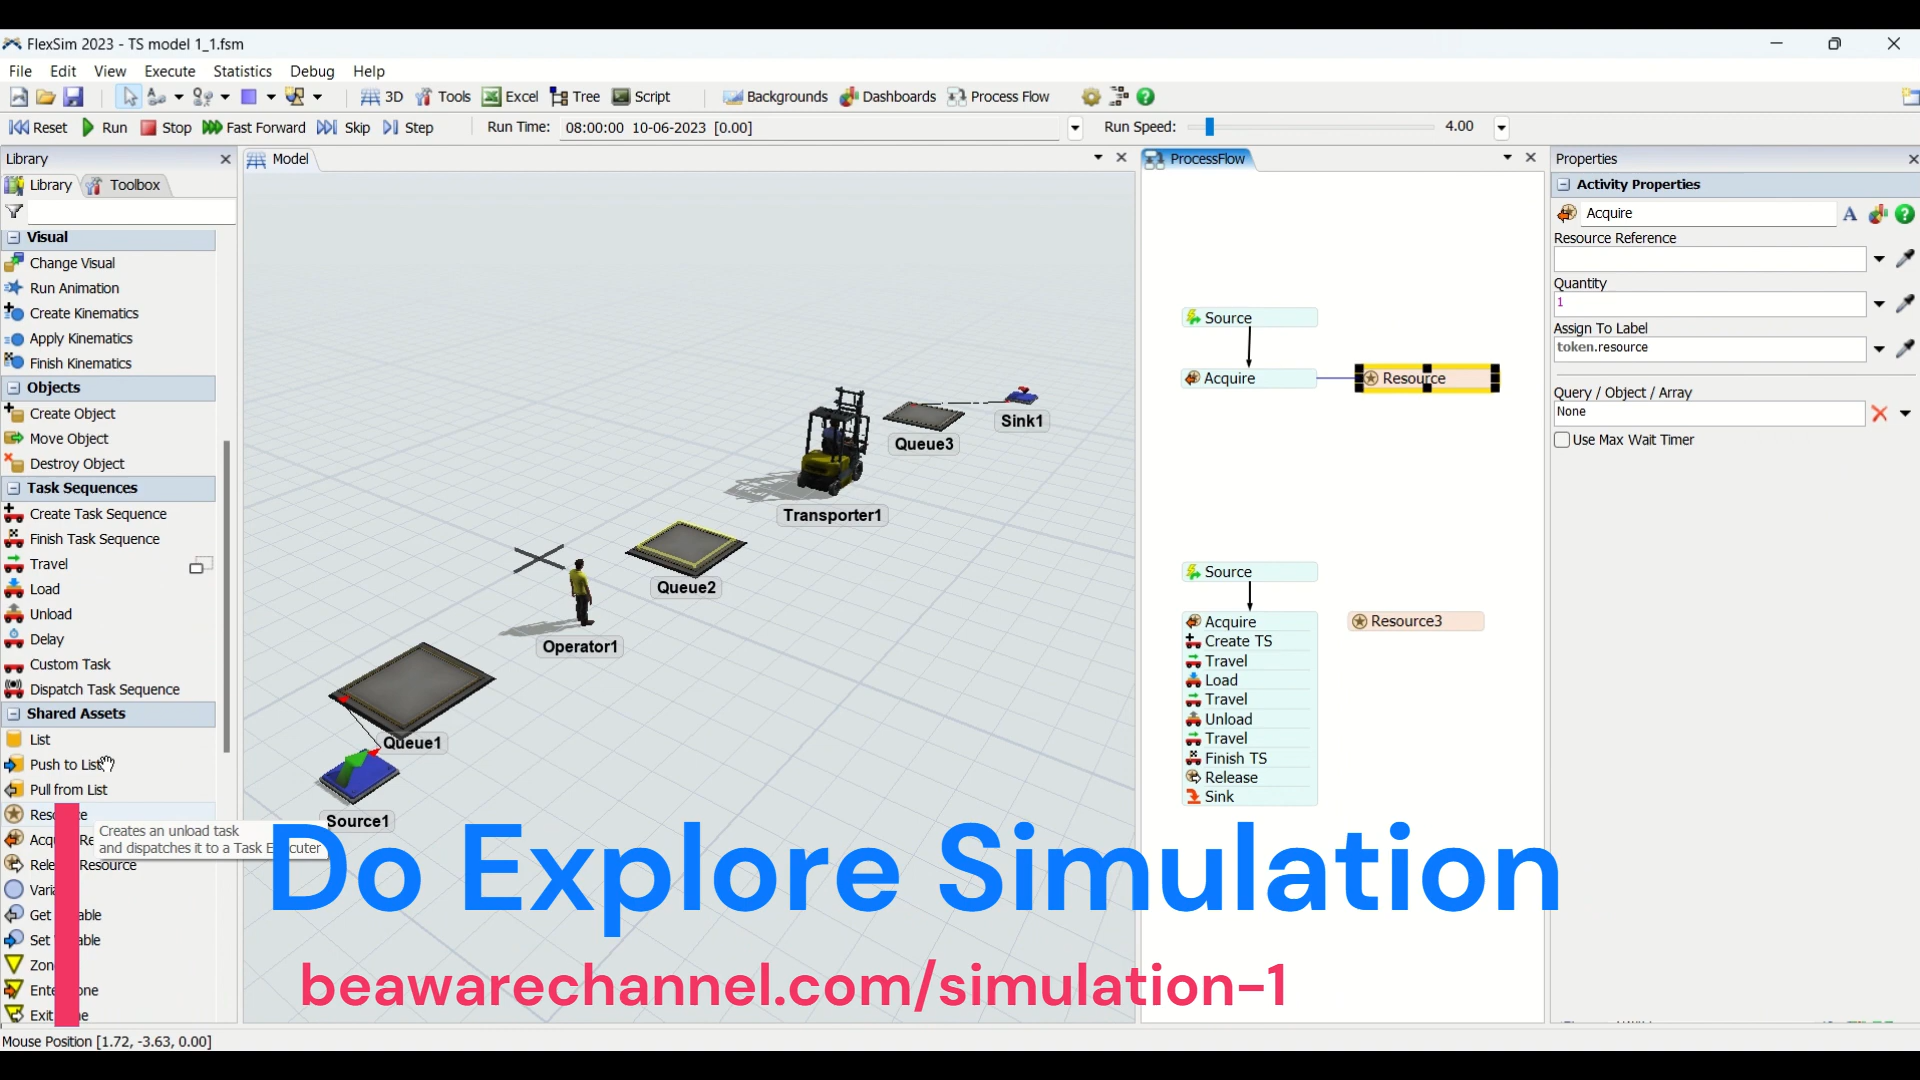 FlexSim 2023 - TS model 1_1.fsm
File Edit View Execute Statistics Debug Help
3D Tools Excel Tree Script Backgrounds Dashboards Process Flow
Reset Run Stop Fast Forward Skip Step Run Time: 08:00:00 10-06-2023 [0.00] Run Speed: 4.00
Library
Library Toolbox
Visual
Change Visual
Run Animation
Create Kinematics
Apply Kinematics
Finish Kinematics
Objects
Create Object
Move Object
Destroy Object
Task Sequences
Create Task Sequence
Finish Task Sequence
Travel
Load
Unload
Delay
Custom Task
Dispatch Task Sequence
Shared Assets
List
Push to List
Pull from List
Creates an unload task
and dispatches it to a Task
Model
Sink1
Queue3
Transporter1
Queue2
Operator1
Queue1
Source1
ProcessFlow
Source
Acquire
Resource
Source
Acquire
Resource3
Create TS
Travel
Load
Travel
Unload
Travel
Finish TS
Release
Sink
Properties
Activity Properties
Acquire
Resource Reference
Quantity
1
Assign To Label
token.resource
Query / Object / Array
None
Use Max Wait Timer
Do Explore Simulation
beawarechannel.com/simulation-1
Mouse Position [1.72, -3.63, 0.00]